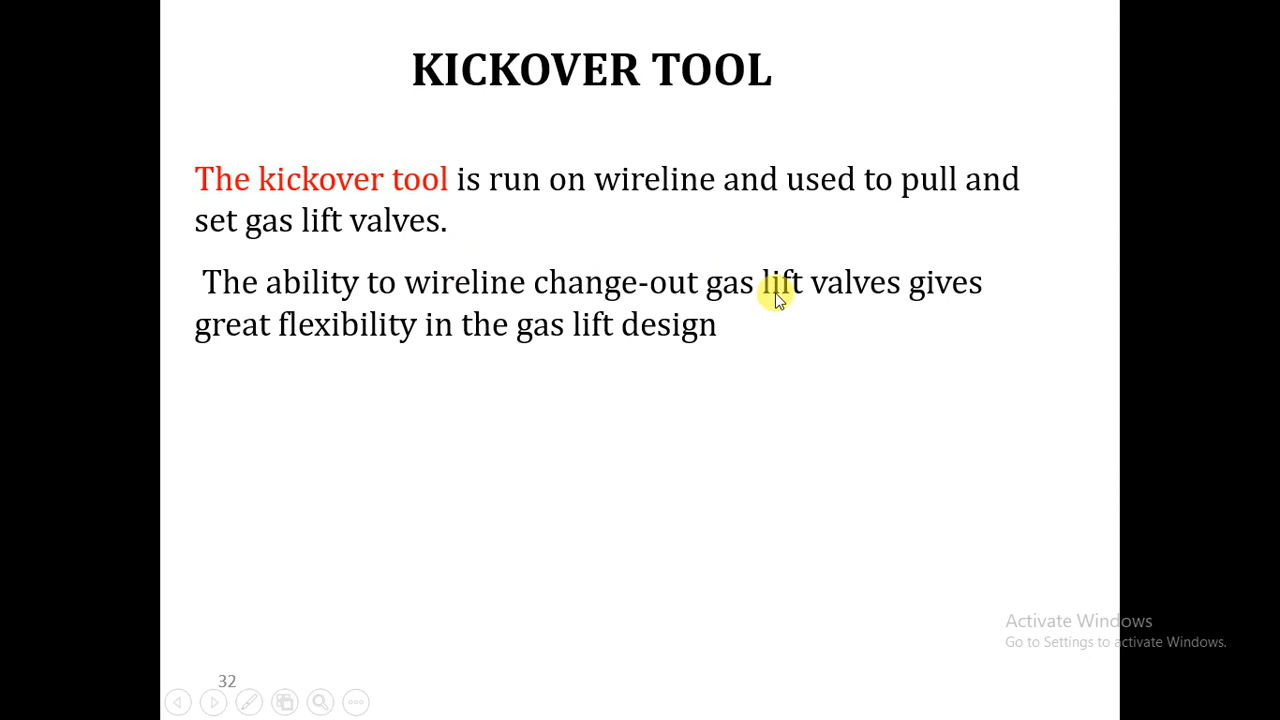 KICKOVER TOOL
The kickover tool is run on wireline and used to pull and
set gas lift valves.
The ability to wireline change-out gas lift valves gives
great flexibility in the gas lift design
Activate Windows
Go to Settings to activate Windows.
32